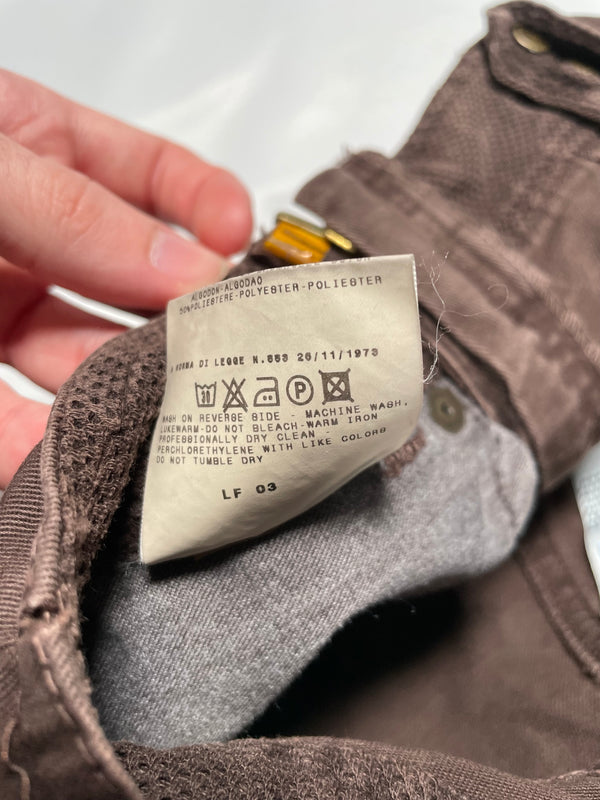 ALGODON-ALGODAO
50%POLIESTERE-POLYESTER-POLIESTER
A NORMA DI LEGGE N.883 26/11/1973
30 P
WASH ON REVERSE SIDE - MACHINE WASH,
LUKEWARM-DO NOT BLEACH-WARM IRON
PROFESSIONALLY DRY CLEAN -
PERCHLORETHYLENE WITH LIKE COLORS
DO NOT TUMBLE DRY
LF 03